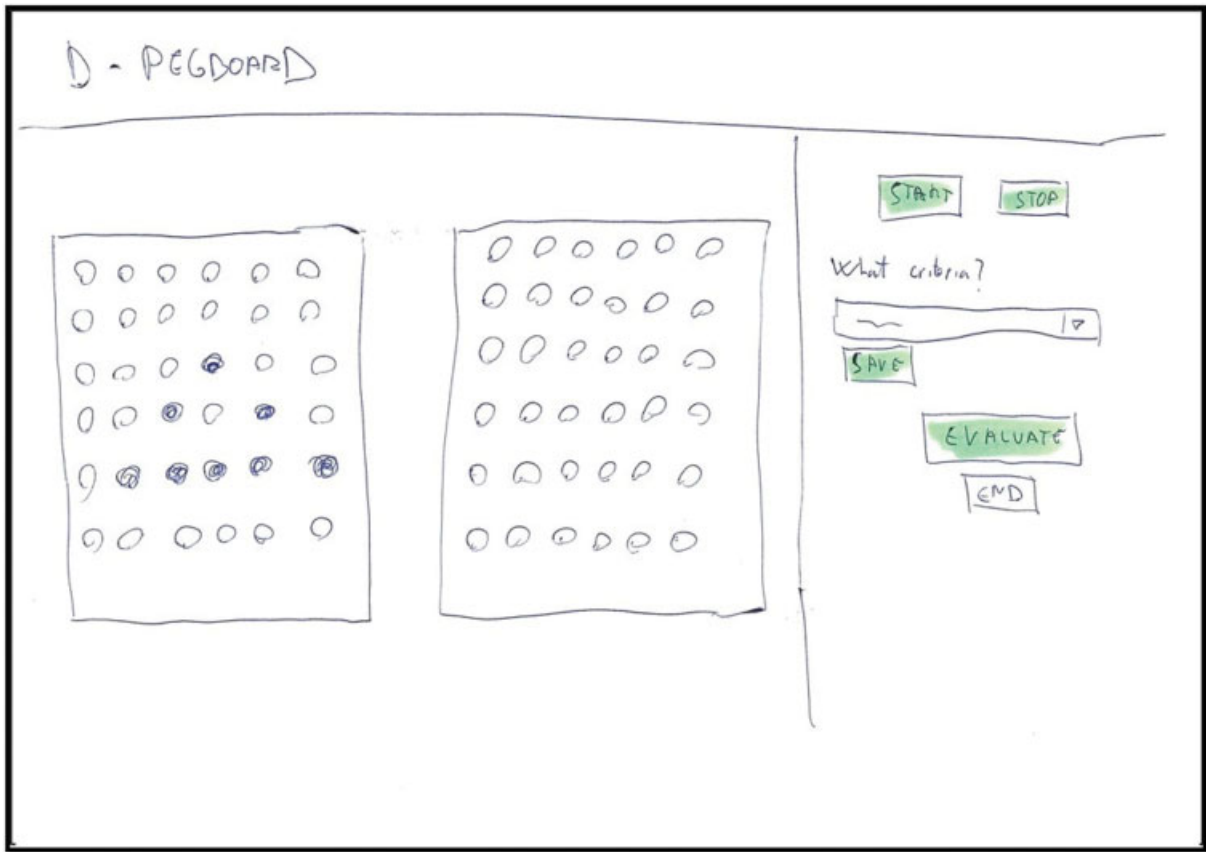 D - PEGBOARD
START STOP
What criteria?
SAVE
EVALUATE
END